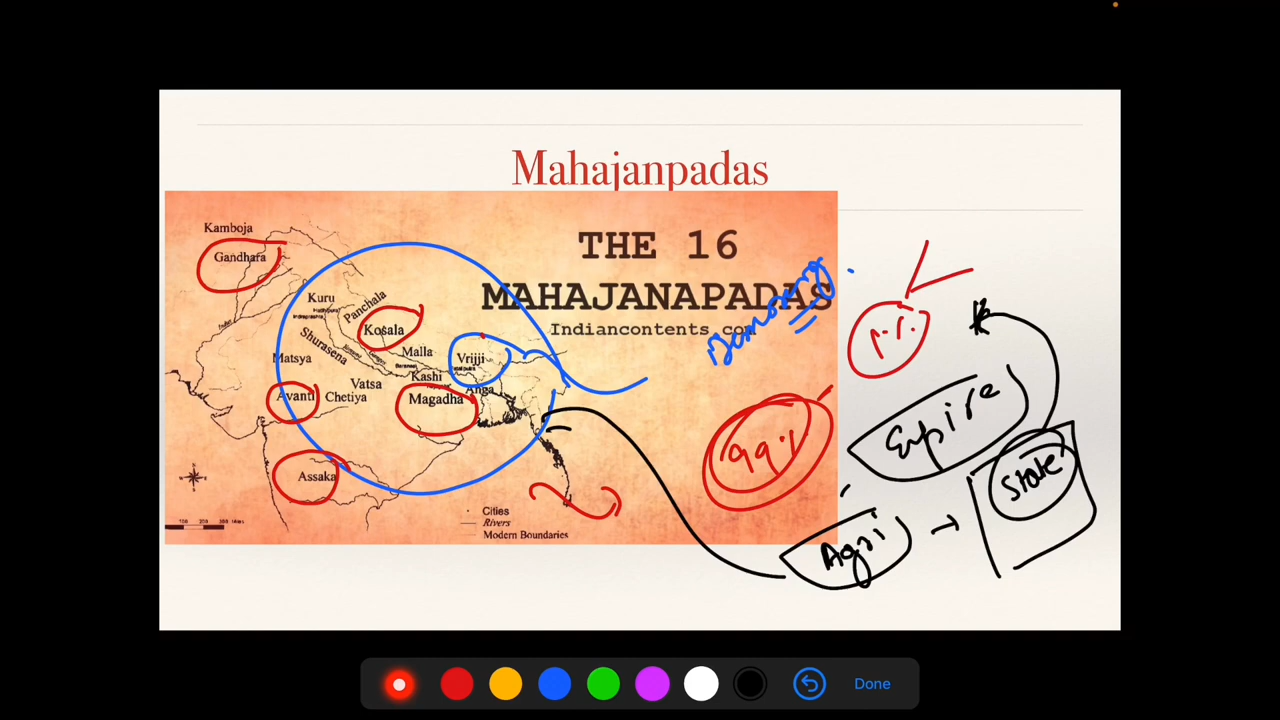 Mahajanpadas
THE 16
MAHAJANAPADAS
Indiancontents com
Kamboja
Gandhara
Kuru
Panchala
Kosala
Shurasena
Matsya
Malla
Vrijji
Kashi
Vatsa
Anga
Avanti
Chetiya
Magadha
Assaka
Cities
Rivers
Modern Boundaries
Empire
State
Agri
Done